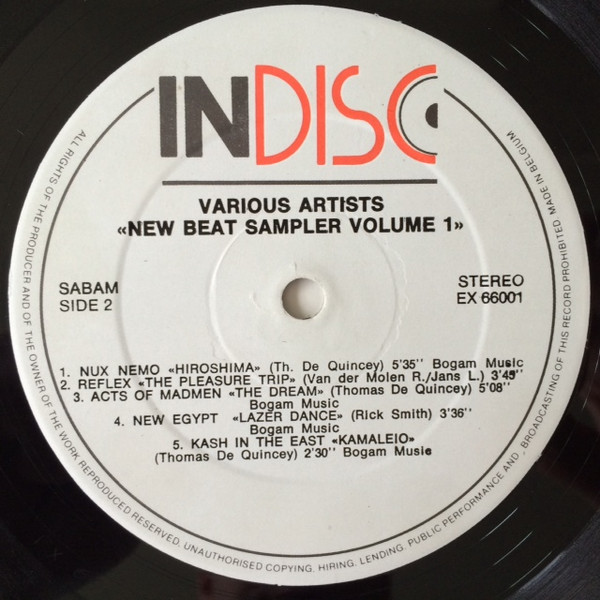 INDISC
VARIOUS ARTISTS
«NEW BEAT SAMPLER VOLUME 1»
SABAM
SIDE 2
STEREO
EX 66001
1. NUX NEMO «HIROSHIMA» (Th. De Quincey) 5'35'' Bogam Music
2. REFLEX «THE PLEASURE TRIP» (Van der Molen R./Jans L.) 3'45''
3. ACTS OF MADMEN «THE DREAM» (Thomas De Quincey) 5'08''
Bogam Music
4. NEW EGYPT «LAZER DANCE» (Rick Smith) 3'36''
Bogam Music
5. KASH IN THE EAST «KAMALEIO»
(Thomas De Quincey) 2'30'' Bogam Music
ALL RIGHTS OF THE PRODUCER AND OF THE OWNER OF THE WORK REPRODUCED RESERVED. UNAUTHORISED COPYING. HIRING. LENDING. PUBLIC PERFORMANCE AND . BROADCASTING OF THIS RECORD PROHIBITED. MADE IN BELGIUM